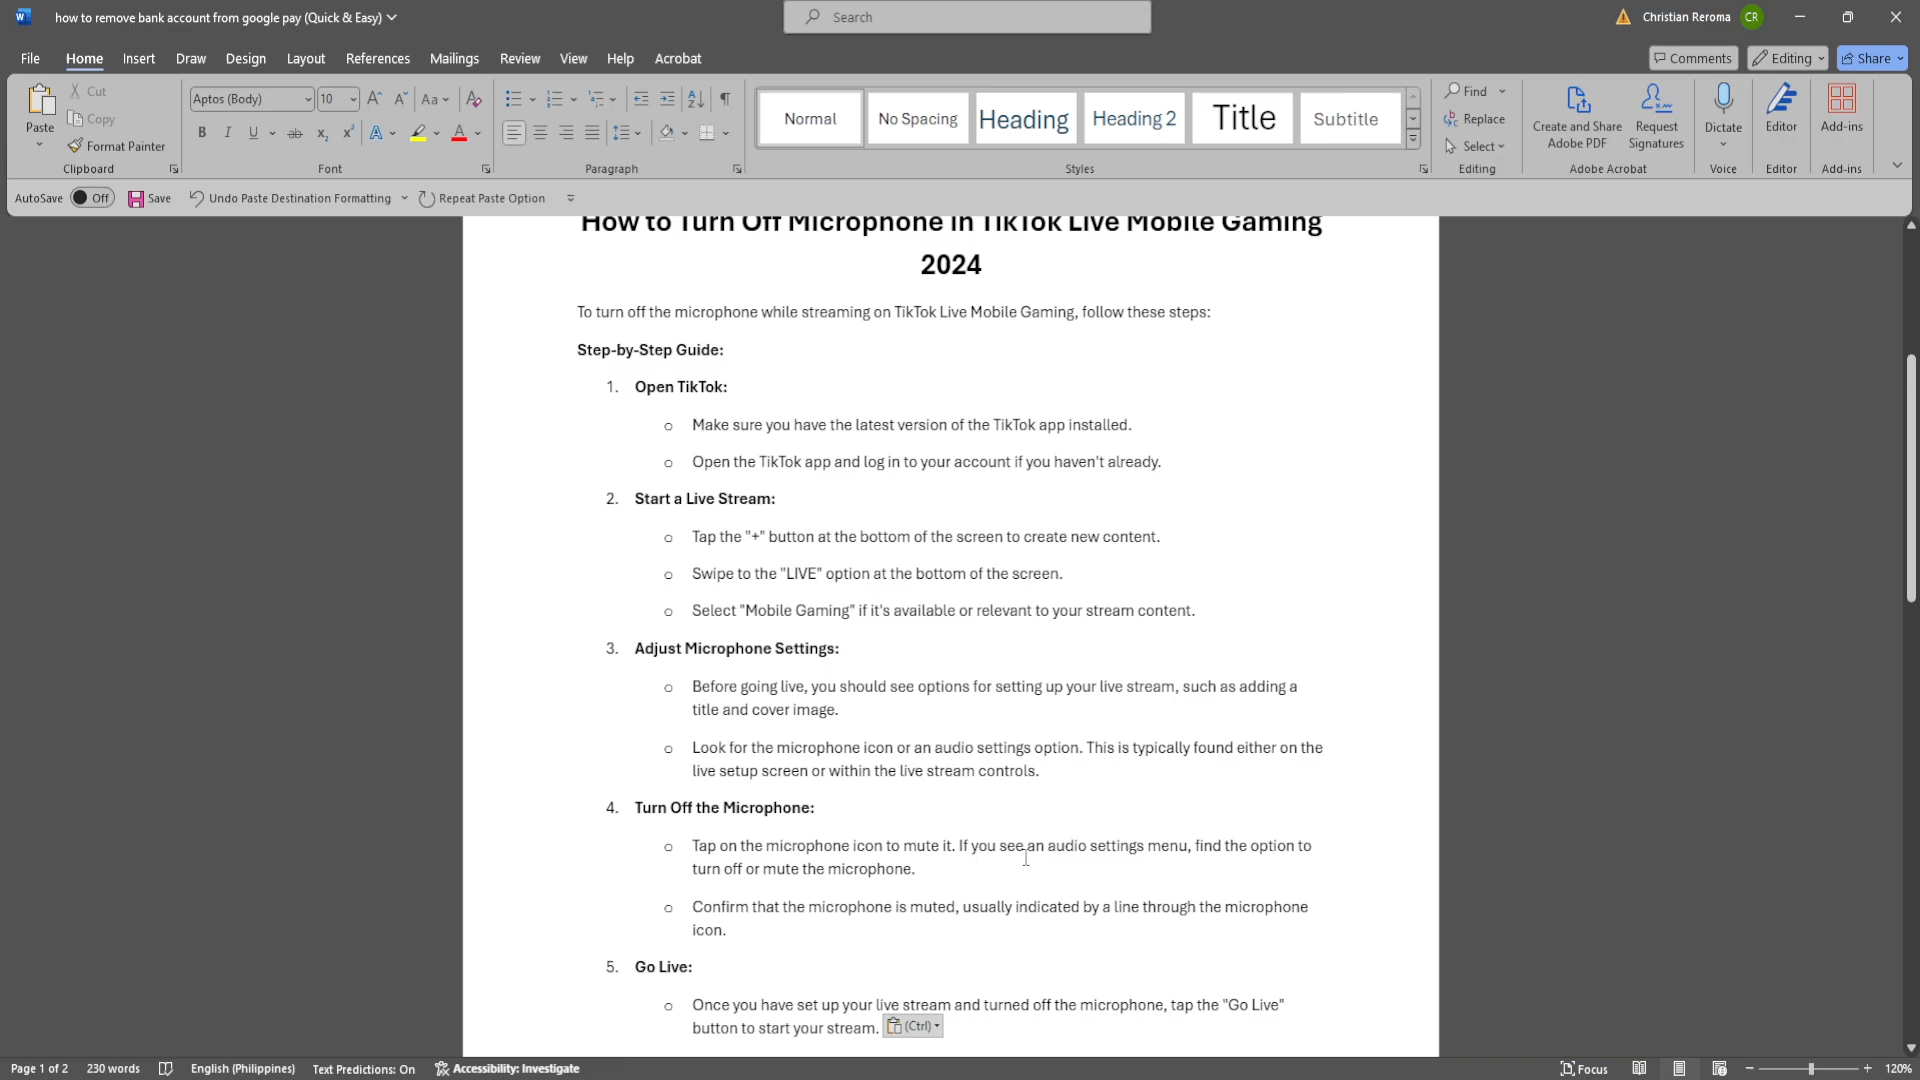 how to remove bank account from google pay (Quick & Easy)
Search
Christian Reroma
CR
File
Home
Insert
Draw
Design
Layout
References
Mailings
Review
View
Help
Acrobat
Comments
Editing
Share
Paste
Cut
Copy
Format Painter
Clipboard
Aptos (Body)
10
Font
Paragraph
Normal
No Spacing
Heading
Heading 2
Title
Subtitle
Styles
Find
Replace
Select
Editing
Create and Share
Adobe PDF
Request
Signatures
Adobe Acrobat
Dictate
Voice
Editor
Editor
Add-ins
Add-ins
AutoSave
Off
Save
Undo Paste Destination Formatting
Repeat Paste Option
How to Turn Off Microphone in TikTok Live Mobile Gaming
2024
To turn off the microphone while streaming on TikTok Live Mobile Gaming, follow these steps:
Step-by-Step Guide:
1. Open TikTok:
o Make sure you have the latest version of the TikTok app installed.
o Open the TikTok app and log in to your account if you haven't already.
2. Start a Live Stream:
o Tap the "+" button at the bottom of the screen to create new content.
o Swipe to the "LIVE" option at the bottom of the screen.
o Select "Mobile Gaming" if it's available or relevant to your stream content.
3. Adjust Microphone Settings:
o Before going live, you should see options for setting up your live stream, such as adding a
title and cover image.
o Look for the microphone icon or an audio settings option. This is typically found either on the
live setup screen or within the live stream controls.
4. Turn Off the Microphone:
o Tap on the microphone icon to mute it. If you see an audio settings menu, find the option to
turn off or mute the microphone.
o Confirm that the microphone is muted, usually indicated by a line through the microphone
icon.
5. Go Live:
o Once you have set up your live stream and turned off the microphone, tap the "Go Live"
button to start your stream. (Ctrl)
Page 1 of 2
230 words
English (Philippines)
Text Predictions: On
Accessibility: Investigate
Focus
120%